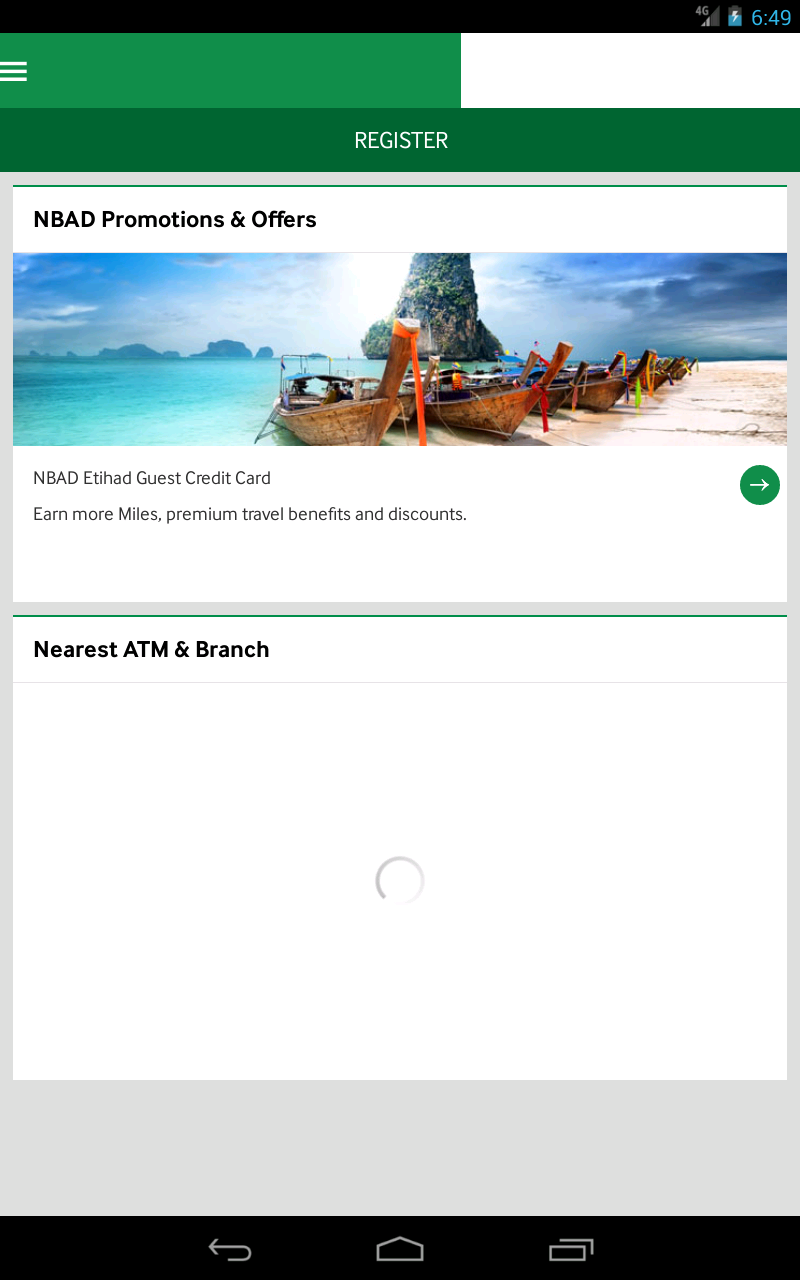 4G
6:49
REGISTER
NBAD Promotions & Offers
NBAD Etihad Guest Credit Card
Earn more Miles, premium travel benefits and discounts.
Nearest ATM & Branch